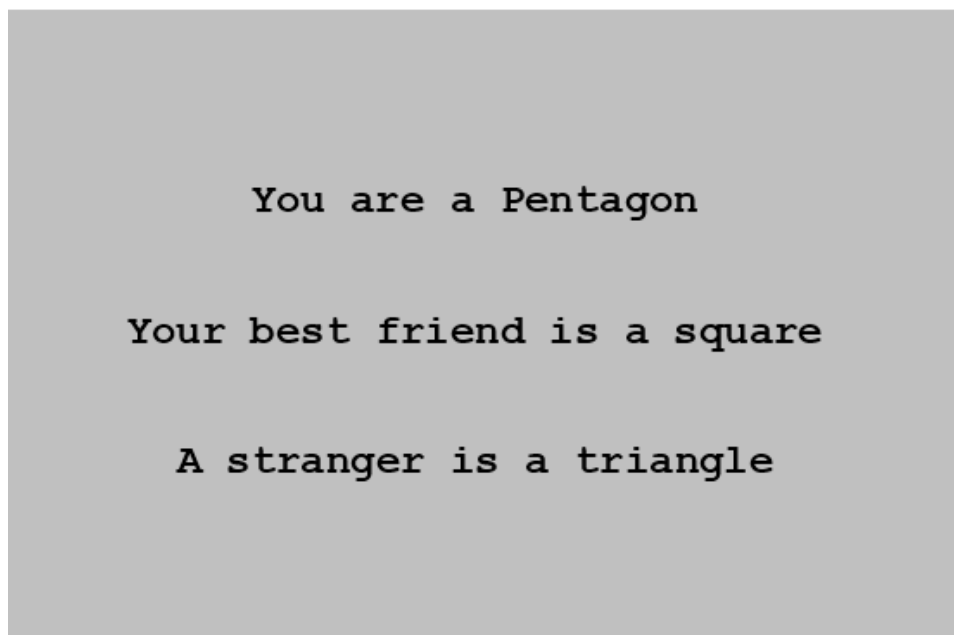 You are a Pentagon
Your best friend is a square
A stranger is a triangle